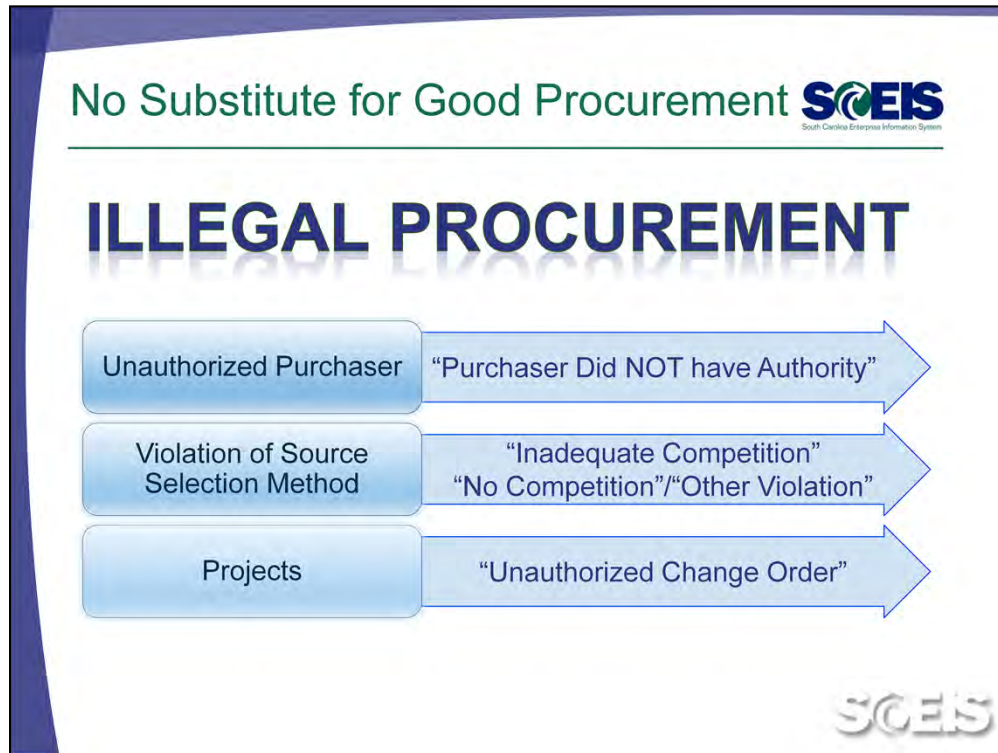 No Substitute for Good Procurement
SCEIS
South Carolina Enterprise Information System
ILLEGAL PROCUREMENT
Unauthorized Purchaser
“Purchaser Did NOT have Authority”
Violation of Source
Selection Method
“Inadequate Competition”
“No Competition”/“Other Violation”
Projects
“Unauthorized Change Order”
SCEIS